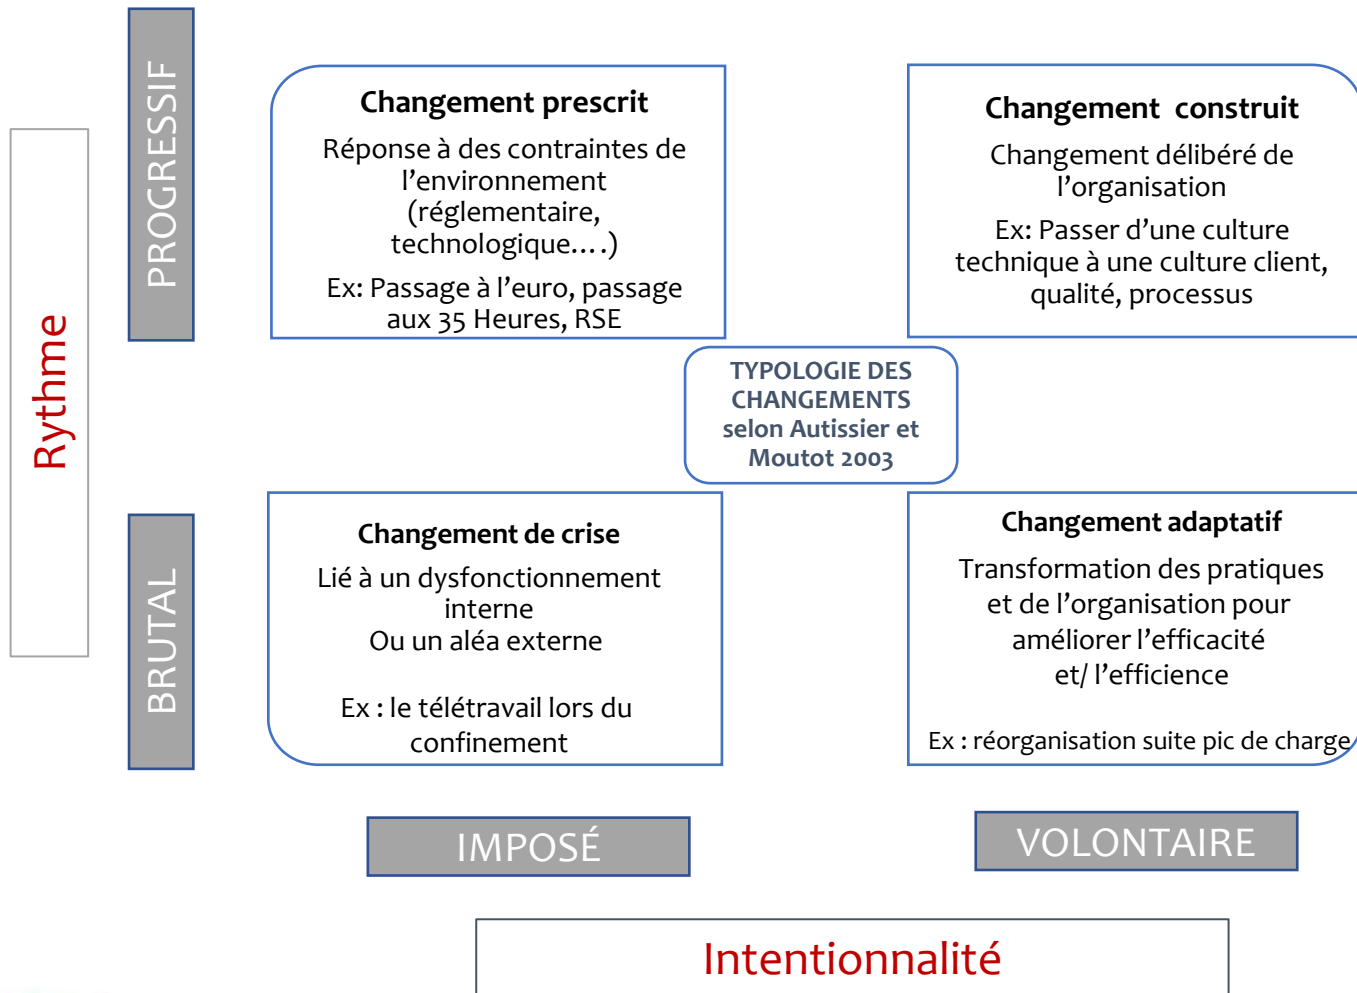 Rythme
PROGRESSIF
Changement prescrit
Réponse à des contraintes de
l’environnement
(réglementaire,
technologique….)
Ex: Passage à l’euro, passage
aux 35 Heures, RSE
Changement construit
Changement délibéré de
l’organisation
Ex: Passer d’une culture
technique à une culture client,
qualité, processus
TYPOLOGIE DES
CHANGEMENTS
selon Autissier et
Moutot 2003
BRUTAL
Changement de crise
Lié à un dysfonctionnement
interne
Ou un aléa externe
Ex : le télétravail lors du
confinement
Changement adaptatif
Transformation des pratiques
et de l’organisation pour
améliorer l’efficacité
et/ l’efficience
Ex : réorganisation suite pic de charge
IMPOSÉ
VOLONTAIRE
Intentionnalité